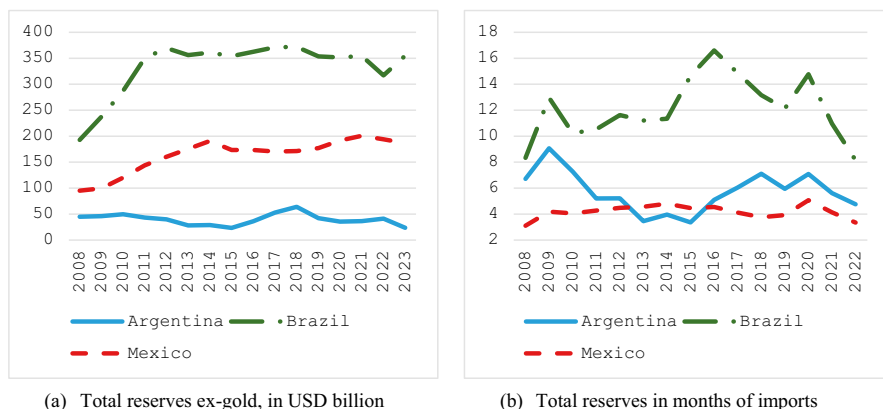 400
350
300
250
200
150
100
50
0
2008 2009 2010 2011 2012 2013 2014 2015 2016 2017 2018 2019 2020 2021 2022 2023
Argentina Brazil
Mexico
(a) Total reserves ex-gold, in USD billion
18
16
14
12
10
8
6
4
2
2008 2009 2010 2011 2012 2013 2014 2015 2016 2017 2018 2019 2020 2021 2022
Argentina Brazil
Mexico
(b) Total reserves in months of imports